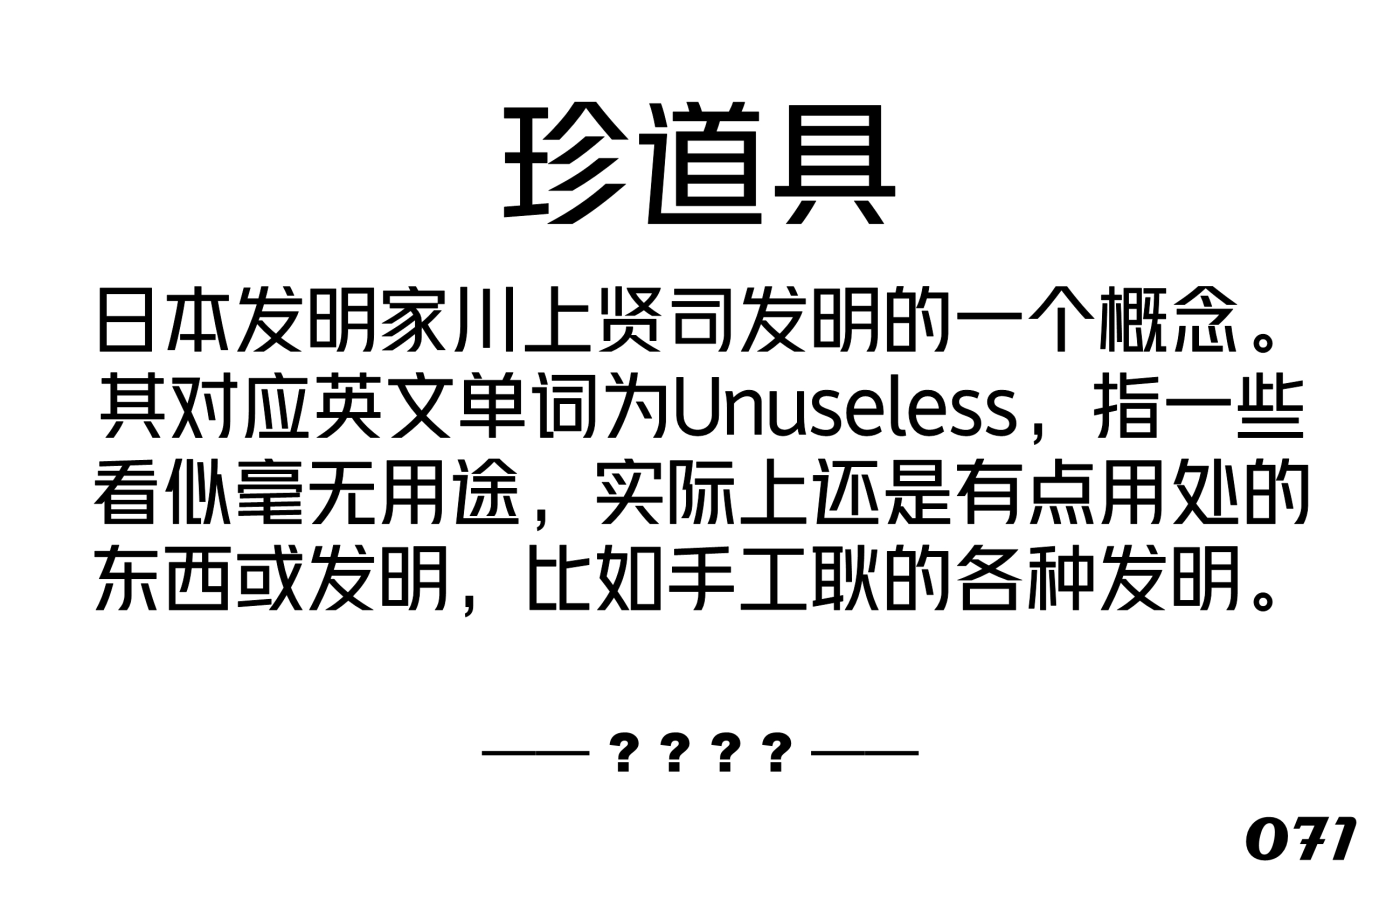 珍道具
日本发明家川上贤司发明的一个概念。
其对应英文单词为Unuseless，指一些
看似毫无用途，实际上还是有点用处的
东西或发明，比如手工耿的各种发明。
——？？？？——
071